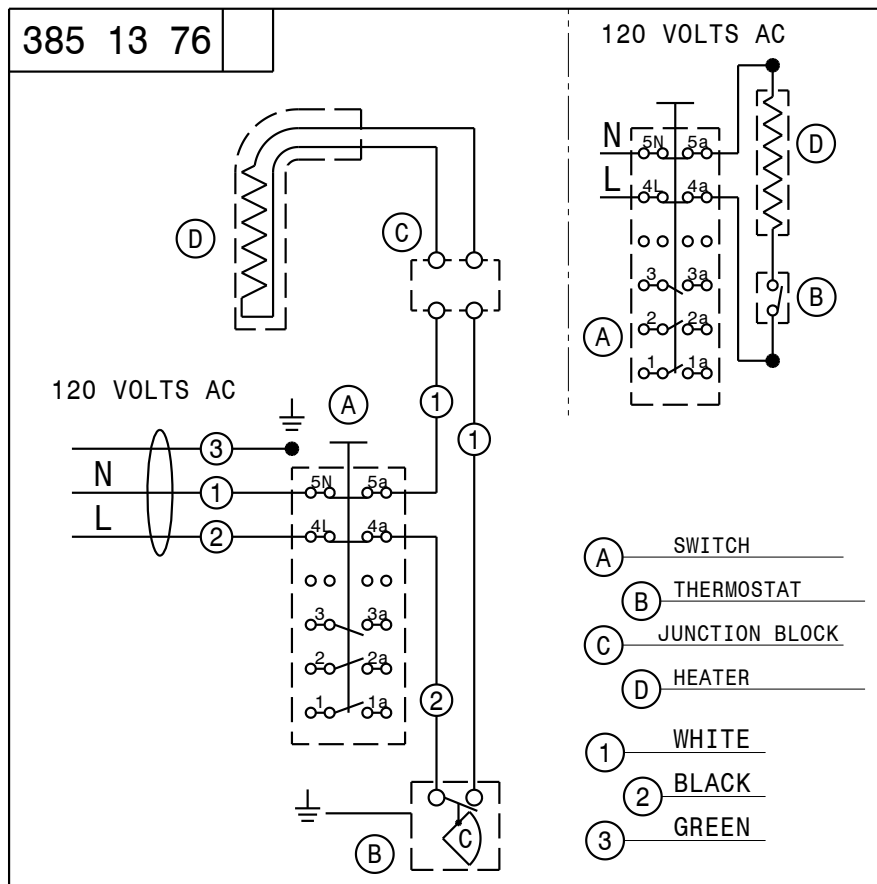 385 13 76
120 VOLTS AC
N
5N 5a
L
4L 4a
D
3 3a
B
2 2a
A
1 1a
D
C
120 VOLTS AC
A
1
1
3
N
1
5N 5a
L
2
4L 4a
3 3a
2 2a
1 1a
2
C
B
A SWITCH
B THERMOSTAT
C JUNCTION BLOCK
D HEATER
1 WHITE
2 BLACK
3 GREEN